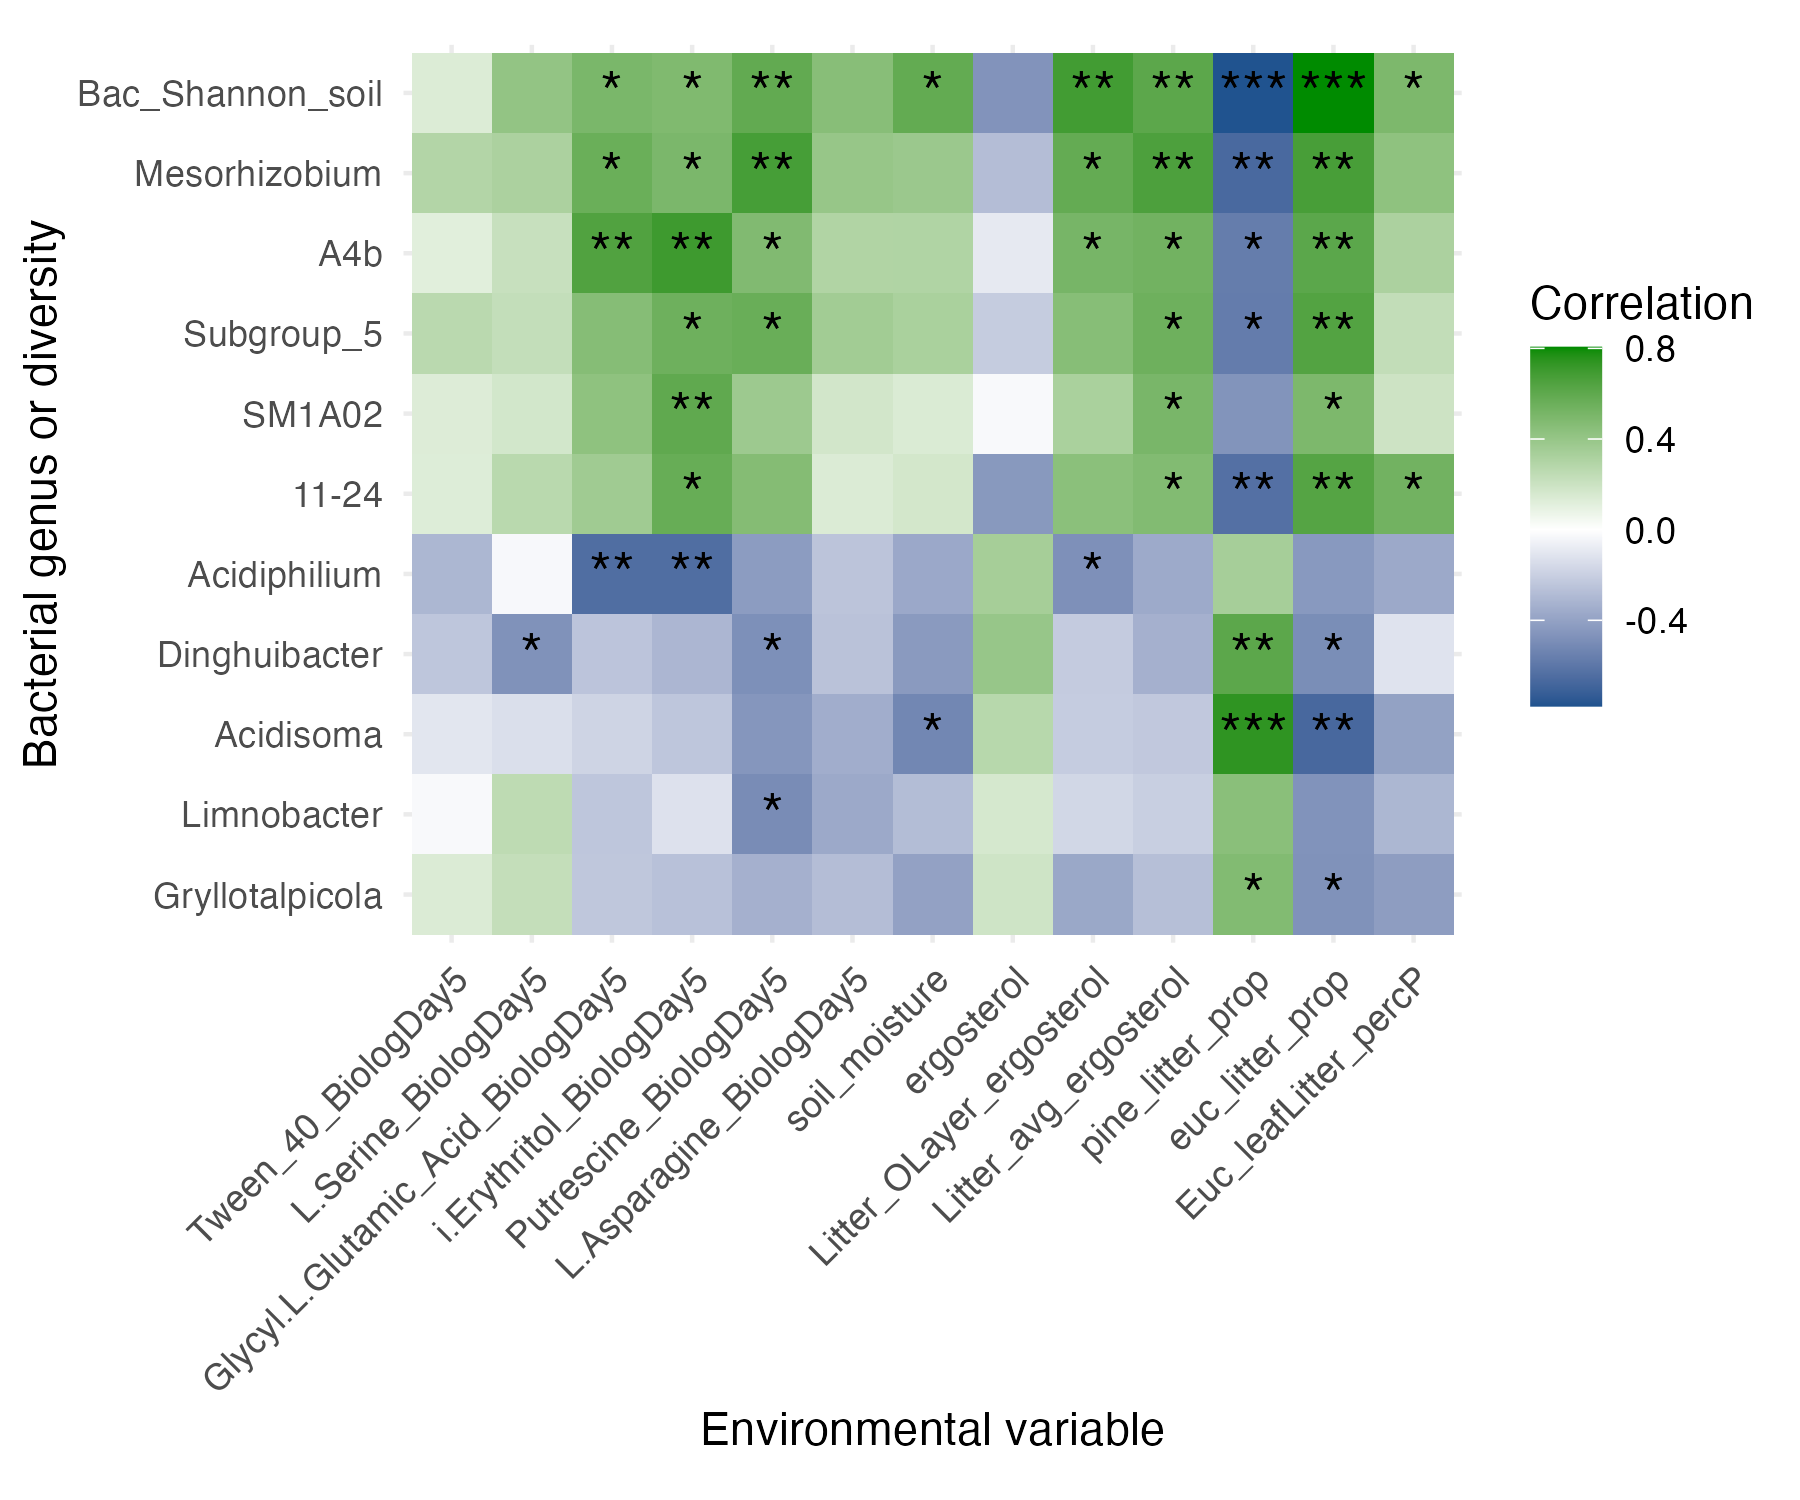 Bac_Shannon_soil * * ** * ** ** *** *** *
Mesorhizobium * * ** * ** ** **
A4b ** ** * * * * **
Subgroup_5 * * * * **
SM1A02 ** * *
11-24 * * ** ** *
Acidiphilium ** ** *
Dinghuibacter * * ** *
Acidisoma * *** **
Limnobacter *
Gryllotalpicola * *
Bacterial genus or diversity
Tween_40_BiologDay5
L.Serine_BiologDay5
Glycyl.L.Glutamic_Acid_BiologDay5
i.Erythritol_BiologDay5
Putrescine_BiologDay5
L.Asparagine_BiologDay5
soil_moisture
ergosterol
Litter_OLayer_ergosterol
Litter_avg_ergosterol
pine_litter_prop
euc_litter_prop
Euc_leafLitter_percP
Environmental variable
Correlation
0.8
0.4
0.0
-0.4